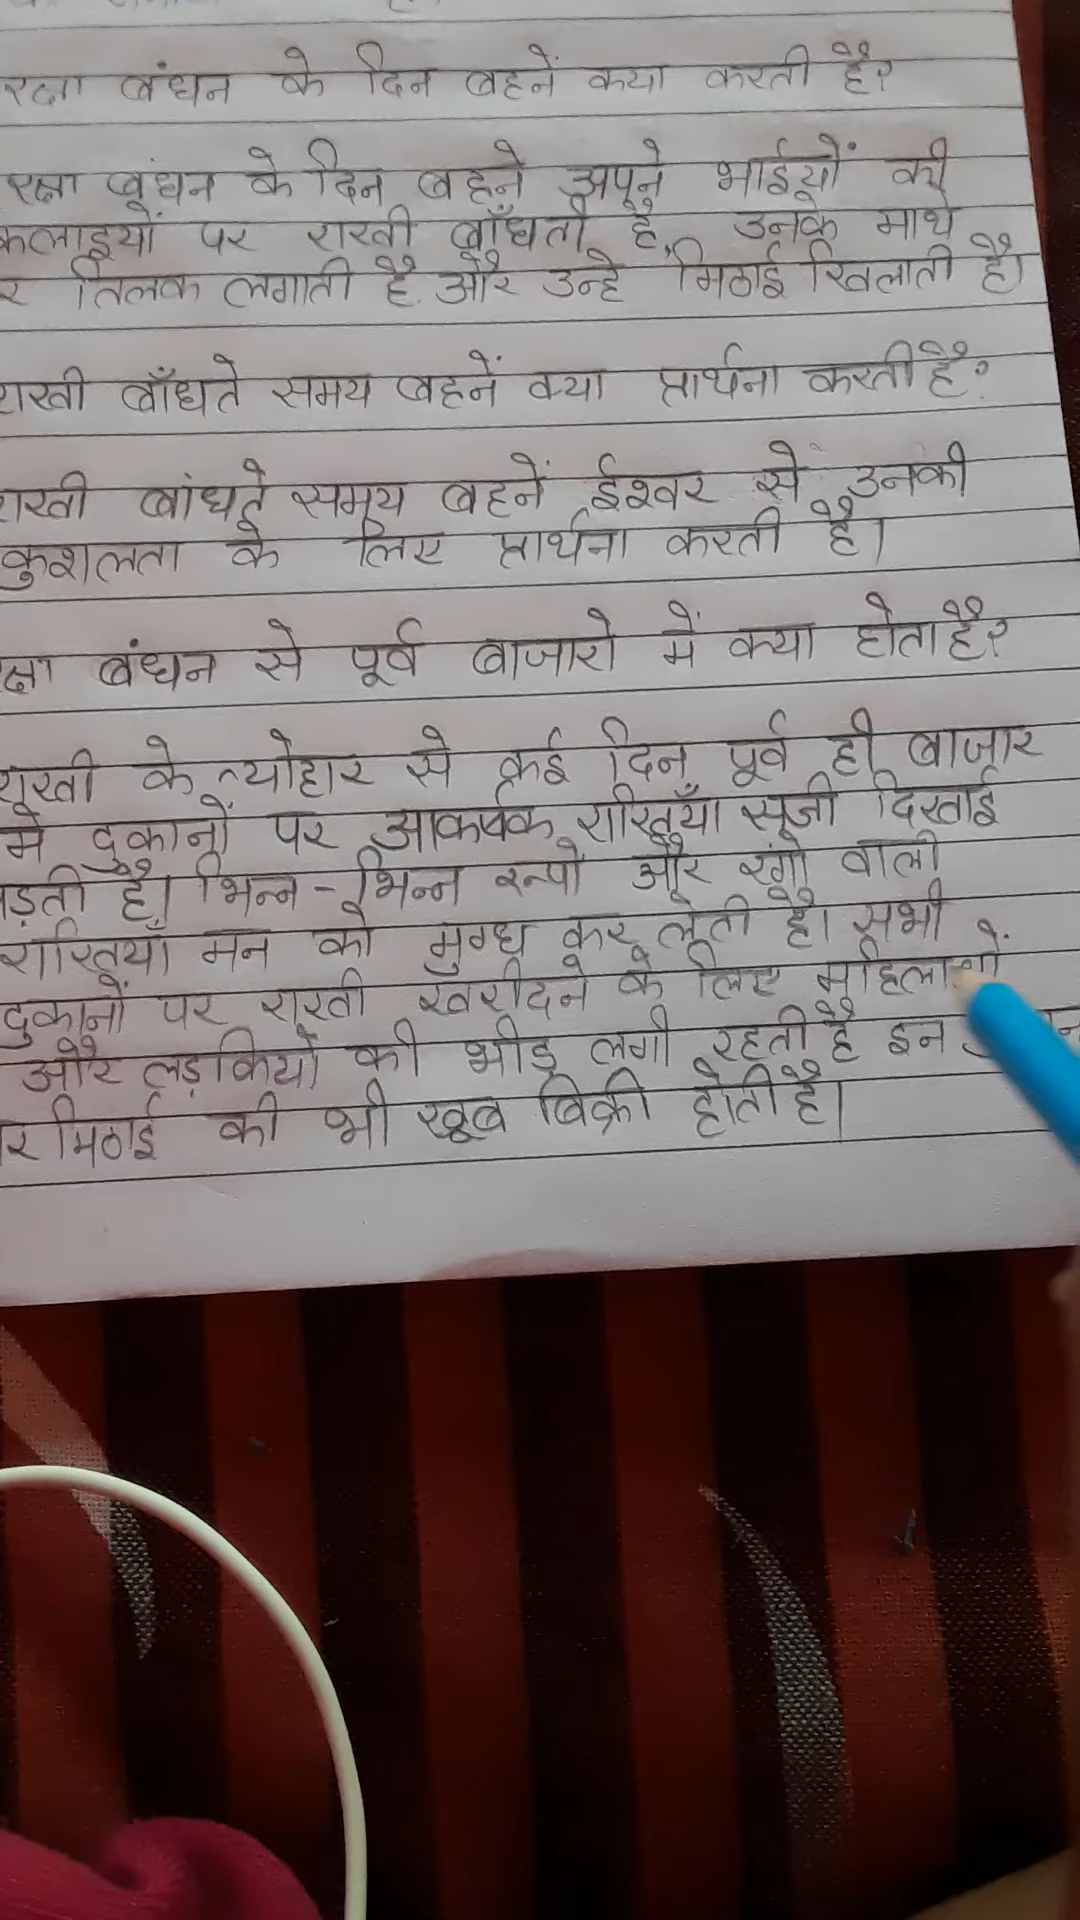 रक्षा बंधन के दिन बहनें क्या करती है?
रक्षा बंधन के दिन बहने अपने भाईयों की
कलाइयों पर राखी बाँधती है, उनके माथे
र तिलक लगाती है. और उन्हे मिठाई खिलाती है।
राखी बाँधते समय बहनें क्या प्रार्थना करती है?
राखी बांधते समय बहनें ईश्वर से उनकी
कुशलता के लिए प्रार्थना करती है।
क्षा बंधन से पूर्व बाजारो में क्या होता है?
राखी के त्योहार से कई दिन पूर्व ही बाजार
मे दुकानों पर आकर्षक राखियाँ सजी दिखाई
ड़ती है। भिन्न - भिन्न रूपों और रंगो वाली
राखियाँ मन को मुग्ध कर लेती है। सभी
दुकानों पर राखी खरीदने के लिए महिलाओं
और लड़कियों की भीड़ लगी रहती है इन
र मिठाई की भी खूब बिक्री होती है।